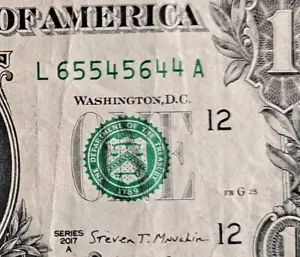 OF AMERICA
L 65545644 A
1
WASHINGTON, D.C.
ONE
12
THE DEPARTMENT OF THE TREASURY
1789
FW G 25
SERIES
2017
A
Steven T. Mnuchin
12